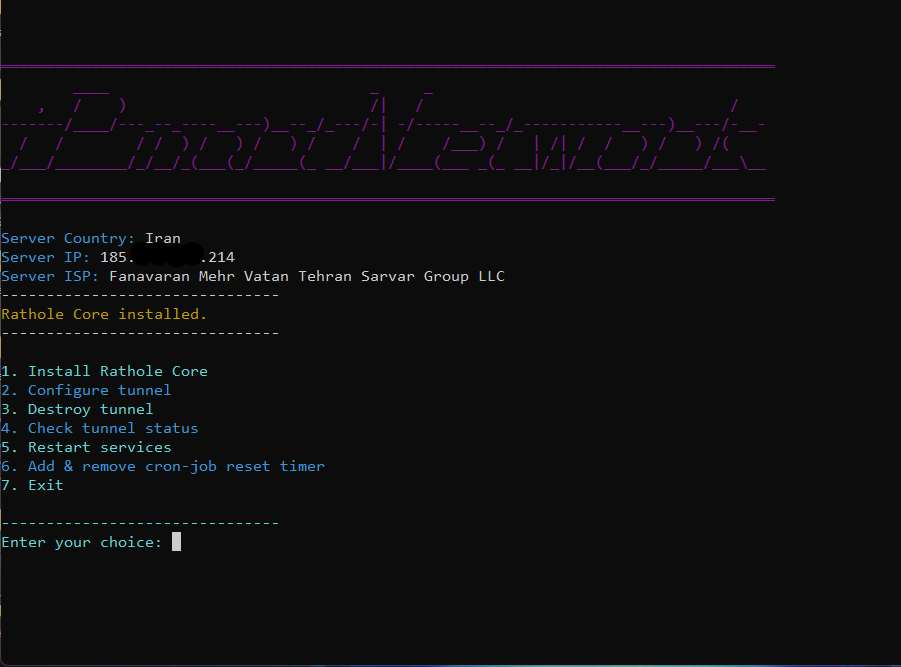 Server Country: Iran
Server IP: 185. .214
Server ISP: Fanavaran Mehr Vatan Tehran Sarvar Group LLC
-------------------------------
Rathole Core installed.
-------------------------------
1. Install Rathole Core
2. Configure tunnel
3. Destroy tunnel
4. Check tunnel status
5. Restart services
6. Add & remove cron-job reset timer
7. Exit
-------------------------------
Enter your choice: